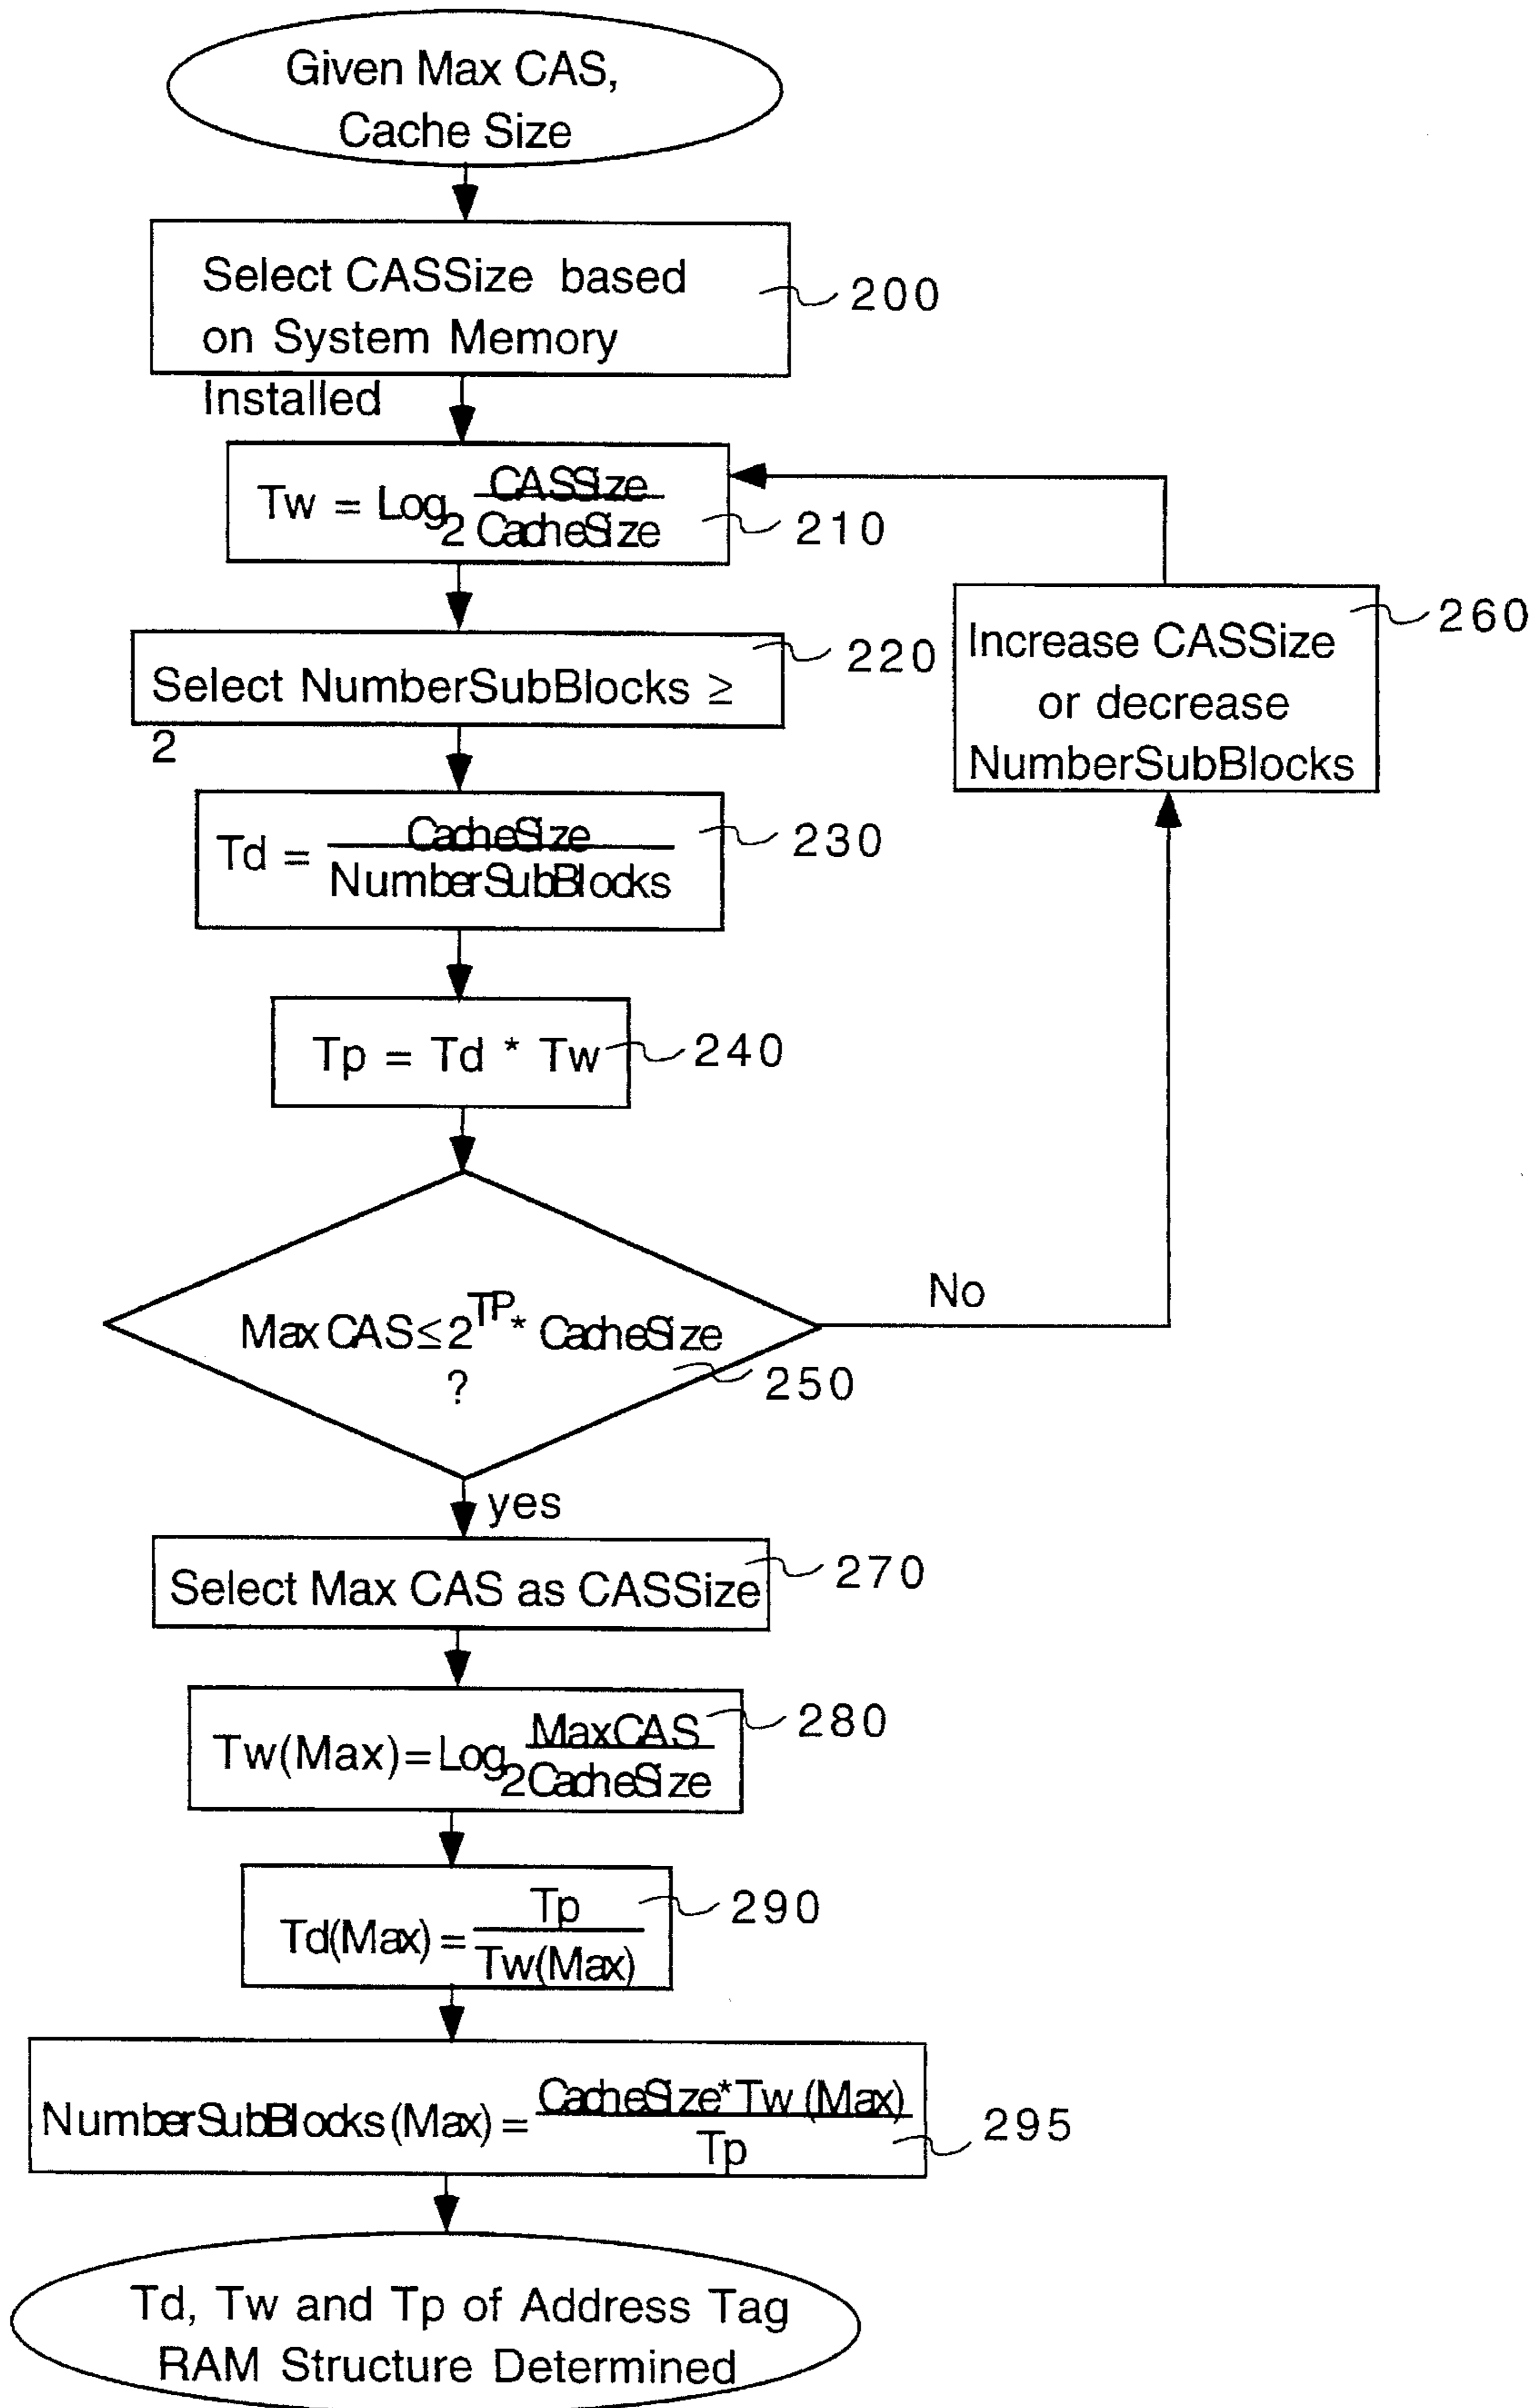 Given Max CAS,
Cache Size
Select CASSize based
on System Memory
Installed
200
Tw = Log2 CASSize / CacheSize
210
Select NumberSubBlocks ≥
2
220
Increase CASSize
or decrease
NumberSubBlocks
260
Td = CacheSize / NumberSubBlocks
230
Tp = Td * Tw
240
MaxCAS ≤ 2^TP * CacheSize
?
250
No
yes
Select Max CAS as CASSize
270
Tw(Max) = Log2 MaxCAS / CacheSize
280
Td(Max) = Tp / Tw(Max)
290
NumberSubBlocks(Max) = CacheSize*Tw(Max) / Tp
295
Td, Tw and Tp of Address Tag
RAM Structure Determined